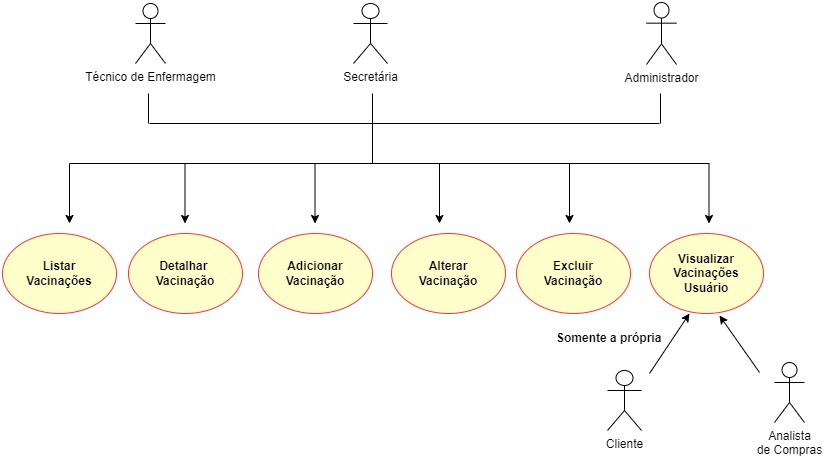 Técnico de Enfermagem
Secretária
Administrador
Listar
Vacinações
Detalhar
Vacinação
Adicionar
Vacinação
Alterar
Vacinação
Excluir
Vacinação
Visualizar
Vacinações
Usuário
Somente a própria
Cliente
Analista
de Compras